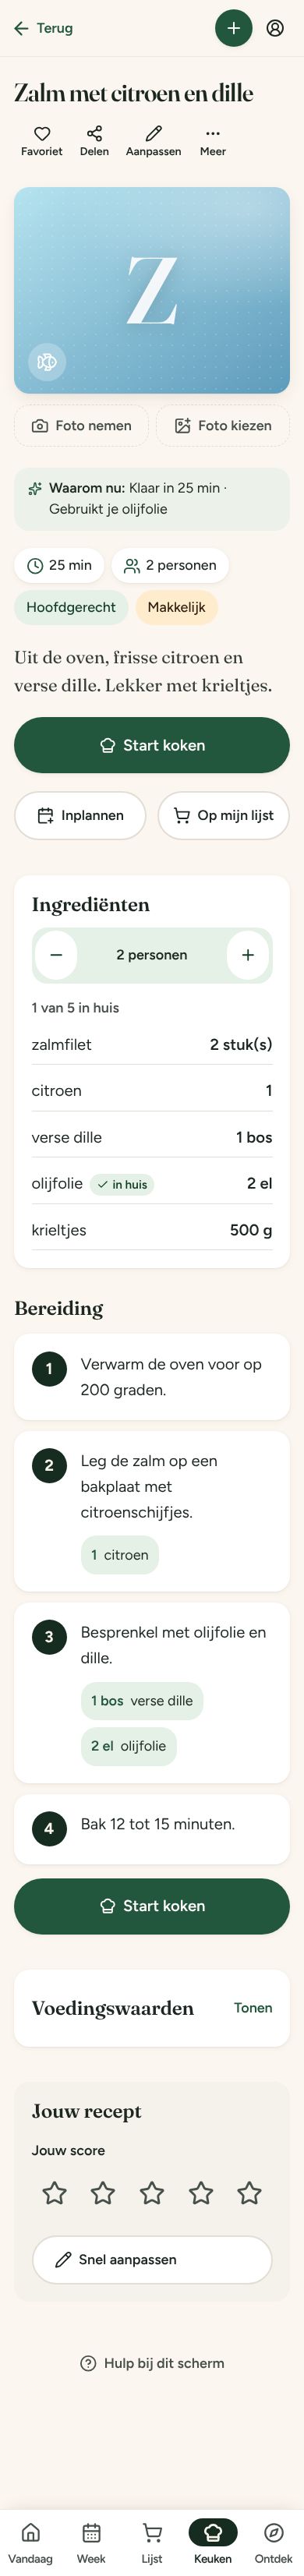 Terug
Zalm met citroen en dille
Favoriet Delen Aanpassen Meer
Z
Foto nemen Foto kiezen
Waarom nu: Klaar in 25 min ·
Gebruikt je olijfolie
25 min 2 personen
Hoofdgerecht Makkelijk
Uit de oven, frisse citroen en
verse dille. Lekker met krieltjes.
Start koken
Inplannen Op mijn lijst
Ingrediënten
2 personen
1 van 5 in huis
zalmfilet 2 stuk(s)
citroen 1
verse dille 1 bos
olijfolie in huis 2 el
krieltjes 500 g
Bereiding
1 Verwarm de oven voor op
200 graden.
2 Leg de zalm op een
bakplaat met
citroenschijfjes.
1 citroen
3 Besprenkel met olijfolie en
dille.
1 bos verse dille
2 el olijfolie
4 Bak 12 tot 15 minuten.
Start koken
Voedingswaarden Tonen
Jouw recept
Jouw score
Snel aanpassen
Hulp bij dit scherm
Vandaag Week Lijst Keuken Ontdek